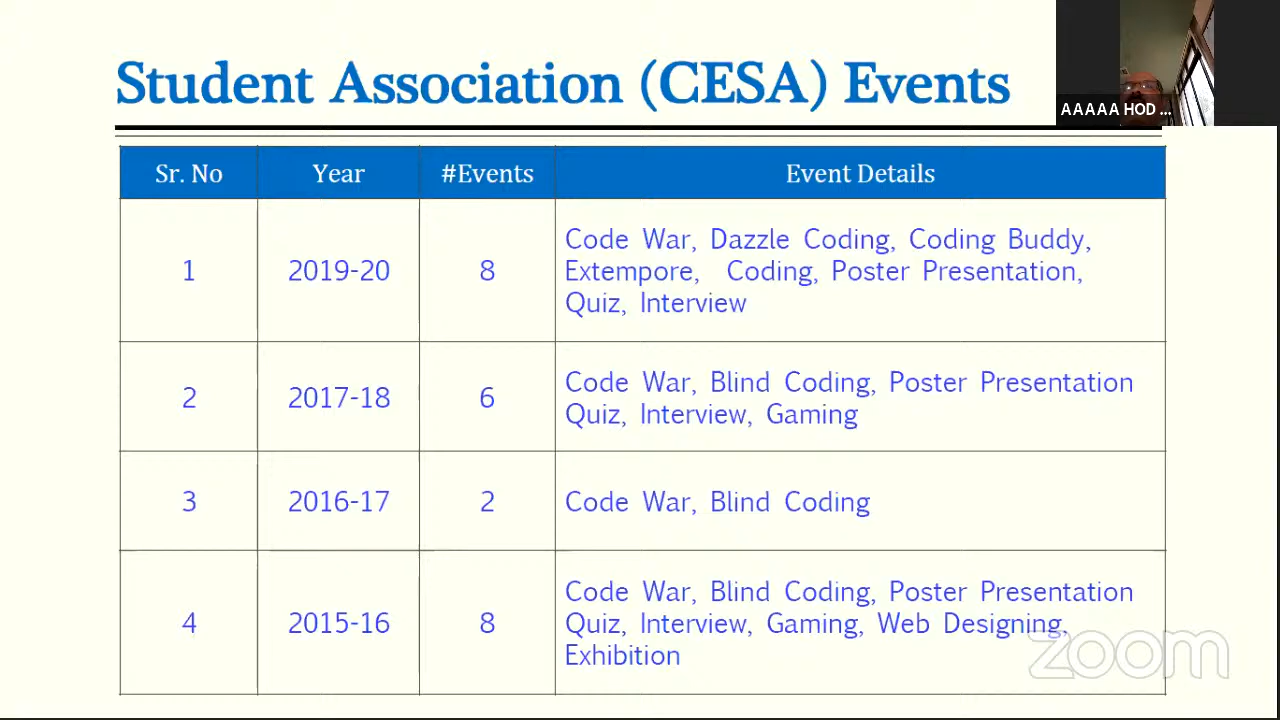 Student Association (CESA) Events
AAAAA HOD ...
Sr. No Year #Events Event Details
1 2019-20 8 Code War, Dazzle Coding, Coding Buddy,
Extempore, Coding, Poster Presentation,
Quiz, Interview
2 2017-18 6 Code War, Blind Coding, Poster Presentation
Quiz, Interview, Gaming
3 2016-17 2 Code War, Blind Coding
4 2015-16 8 Code War, Blind Coding, Poster Presentation
Quiz, Interview, Gaming, Web Designing,
Exhibition
zoom